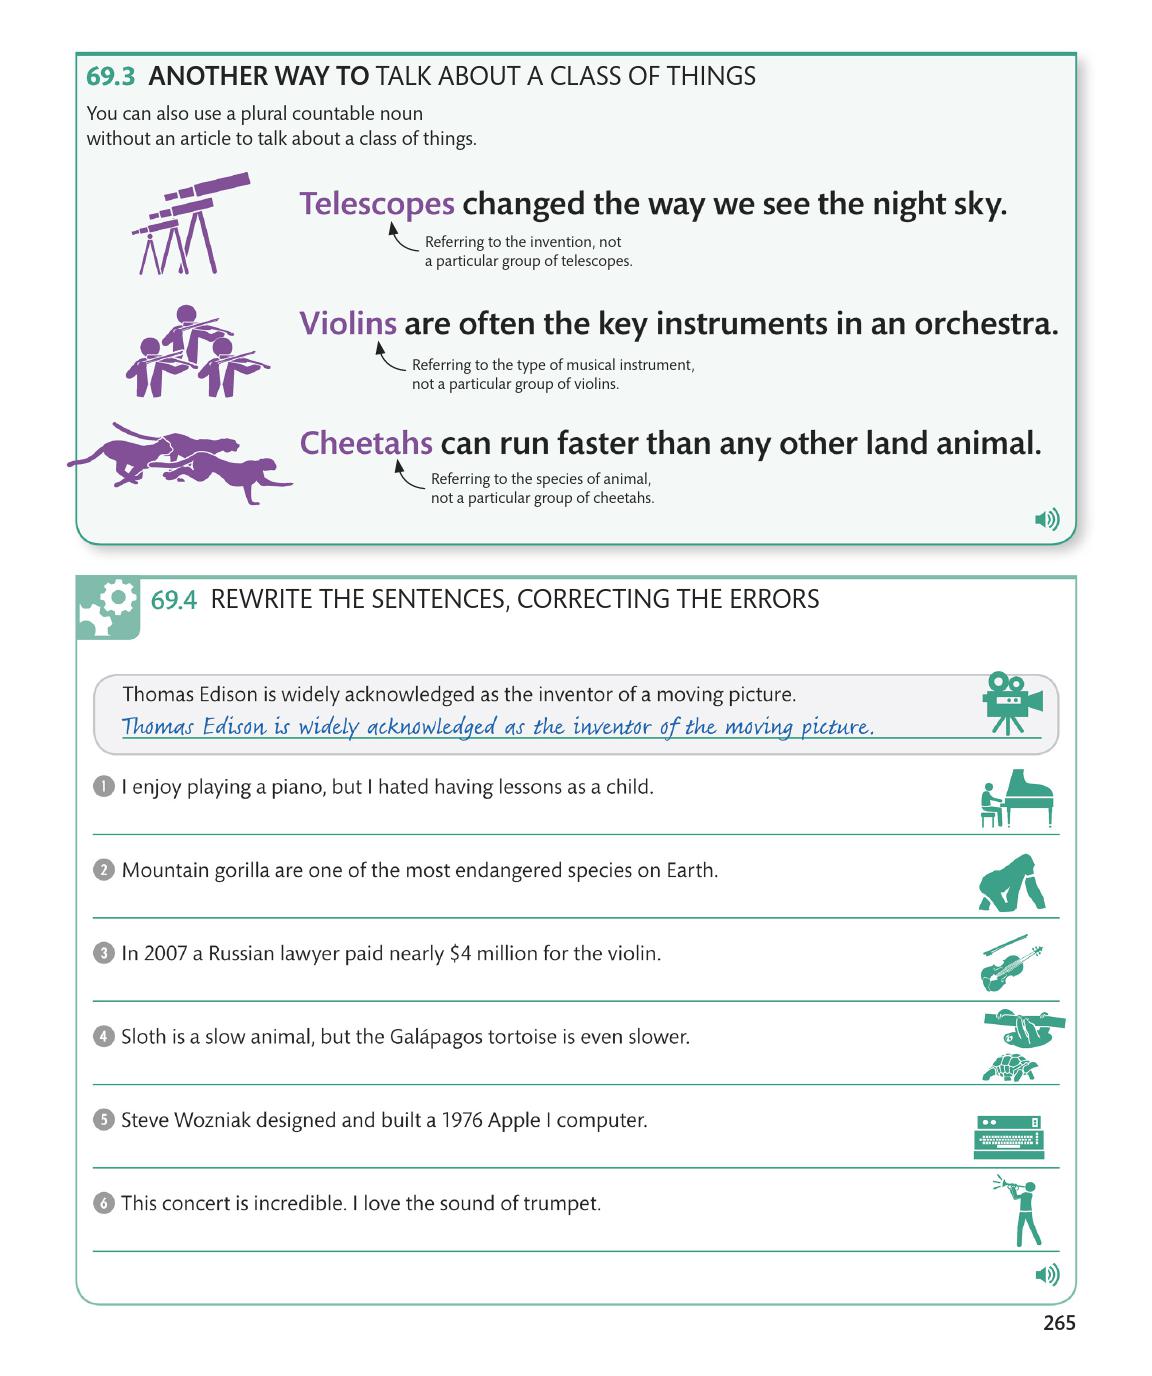 69.3 ANOTHER WAY TO TALK ABOUT A CLASS OF THINGS
You can also use a plural countable noun
without an article to talk about a class of things.
Telescopes changed the way we see the night sky.
Referring to the invention, not
a particular group of telescopes.
Violins are often the key instruments in an orchestra.
Referring to the type of musical instrument,
not a particular group of violins.
Cheetahs can run faster than any other land animal.
Referring to the species of animal,
not a particular group of cheetahs.
69.4 REWRITE THE SENTENCES, CORRECTING THE ERRORS
Thomas Edison is widely acknowledged as the inventor of a moving picture.
Thomas Edison is widely acknowledged as the inventor of the moving picture.
1 I enjoy playing a piano, but I hated having lessons as a child.
2 Mountain gorilla are one of the most endangered species on Earth.
3 In 2007 a Russian lawyer paid nearly $4 million for the violin.
4 Sloth is a slow animal, but the Galápagos tortoise is even slower.
5 Steve Wozniak designed and built a 1976 Apple I computer.
6 This concert is incredible. I love the sound of trumpet.
265